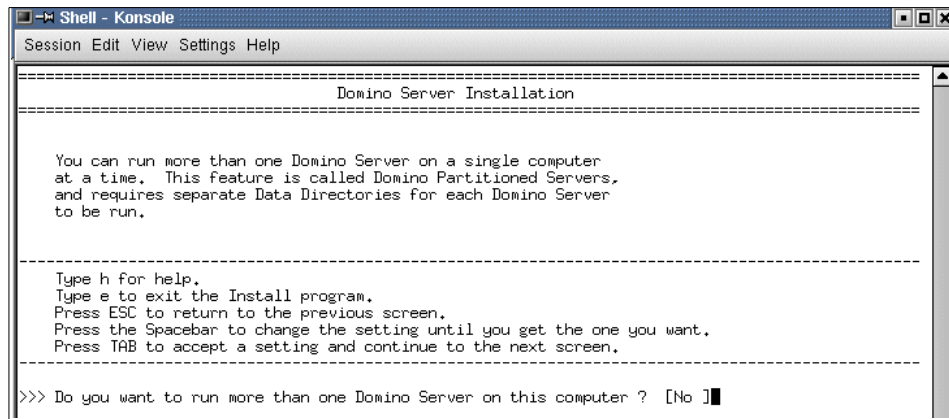 Shell - Konsole
Session Edit View Settings Help
================================================================================
Domino Server Installation
================================================================================
You can run more than one Domino Server on a single computer
at a time. This feature is called Domino Partitioned Servers,
and requires separate Data Directories for each Domino Server
to be run.
--------------------------------------------------------------------------------
Type h for help.
Type e to exit the Install program.
Press ESC to return to the previous screen.
Press the Spacebar to change the setting until you get the one you want.
Press TAB to accept a setting and continue to the next screen.
--------------------------------------------------------------------------------
>>> Do you want to run more than one Domino Server on this computer ? [No ]